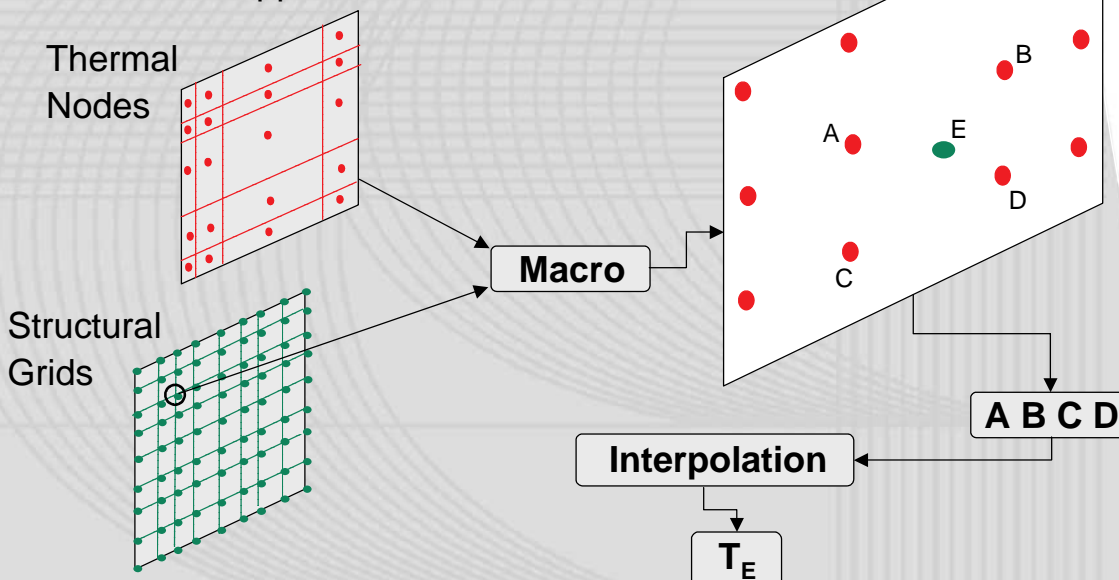 Thermal
Nodes
B
A
E
D
C
Macro
Structural
Grids
A B C D
Interpolation
TE